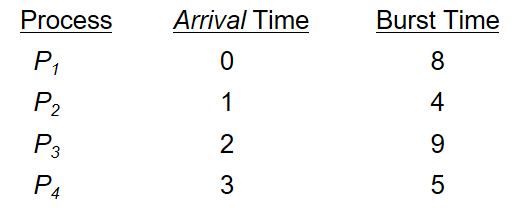 Process Arrival Time Burst Time
P1 0 8
P2 1 4
P3 2 9
P4 3 5